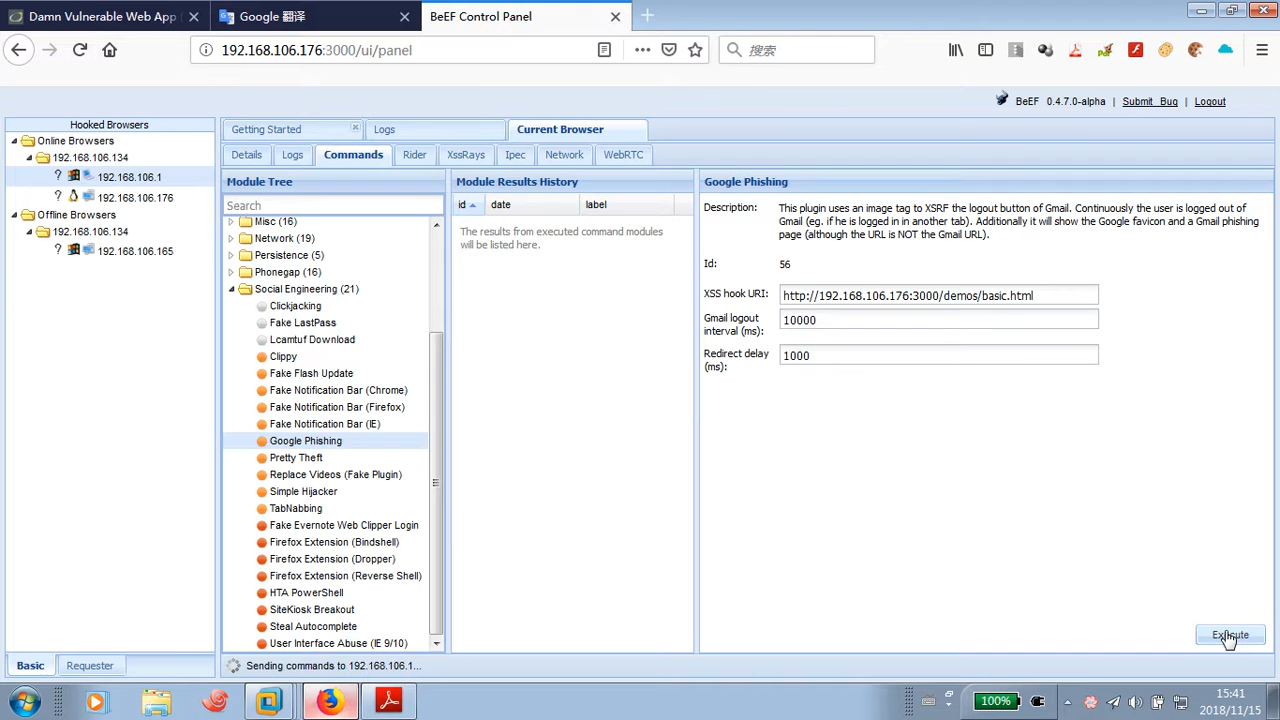 Damn Vulnerable Web App
Google 翻译
BeEF Control Panel
192.168.106.176:3000/ui/panel
搜索
BeEF 0.4.7.0-alpha | Submit Bug | Logout
Hooked Browsers
Getting Started
Logs
Current Browser
Online Browsers
192.168.106.134
192.168.106.1
? 192.168.106.176
Offline Browsers
192.168.106.134
? 192.168.106.165
Details
Logs
Commands
Rider
XssRays
Ipec
Network
WebRTC
Module Tree
Search
Misc (16)
Network (19)
Persistence (5)
Phonegap (16)
Social Engineering (21)
Clickjacking
Fake LastPass
Lcamtuf Download
Clippy
Fake Flash Update
Fake Notification Bar (Chrome)
Fake Notification Bar (Firefox)
Fake Notification Bar (IE)
Google Phishing
Pretty Theft
Replace Videos (Fake Plugin)
Simple Hijacker
TabNabbing
Fake Evernote Web Clipper Login
Firefox Extension (Bindshell)
Firefox Extension (Dropper)
Firefox Extension (Reverse Shell)
HTA PowerShell
SiteKiosk Breakout
Steal Autocomplete
User Interface Abuse (IE 9/10)
Module Results History
id date label
The results from executed command modules
will be listed here.
Google Phishing
Description: This plugin uses an image tag to XSRF the logout button of Gmail. Continuously the user is logged out of
Gmail (eg. if he is logged in in another tab). Additionally it will show the Google favicon and a Gmail phishing
page (although the URL is NOT the Gmail URL).
Id: 56
XSS hook URI: http://192.168.106.176:3000/demos/basic.html
Gmail logout
interval (ms): 10000
Redirect delay
(ms): 1000
Execute
Basic
Requester
Sending commands to 192.168.106.1...
100%
15:41
2018/11/15